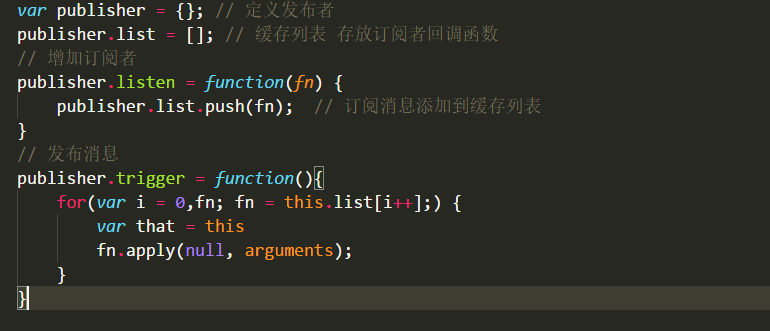 var publisher = {}; // 定义发布者
publisher.list = []; // 缓存列表 存放订阅者回调函数
// 增加订阅者
publisher.listen = function(fn) {
    publisher.list.push(fn);  // 订阅消息添加到缓存列表
}
// 发布消息
publisher.trigger = function(){
    for(var i = 0,fn; fn = this.list[i++];) {
        var that = this
        fn.apply(null, arguments);
    }
}